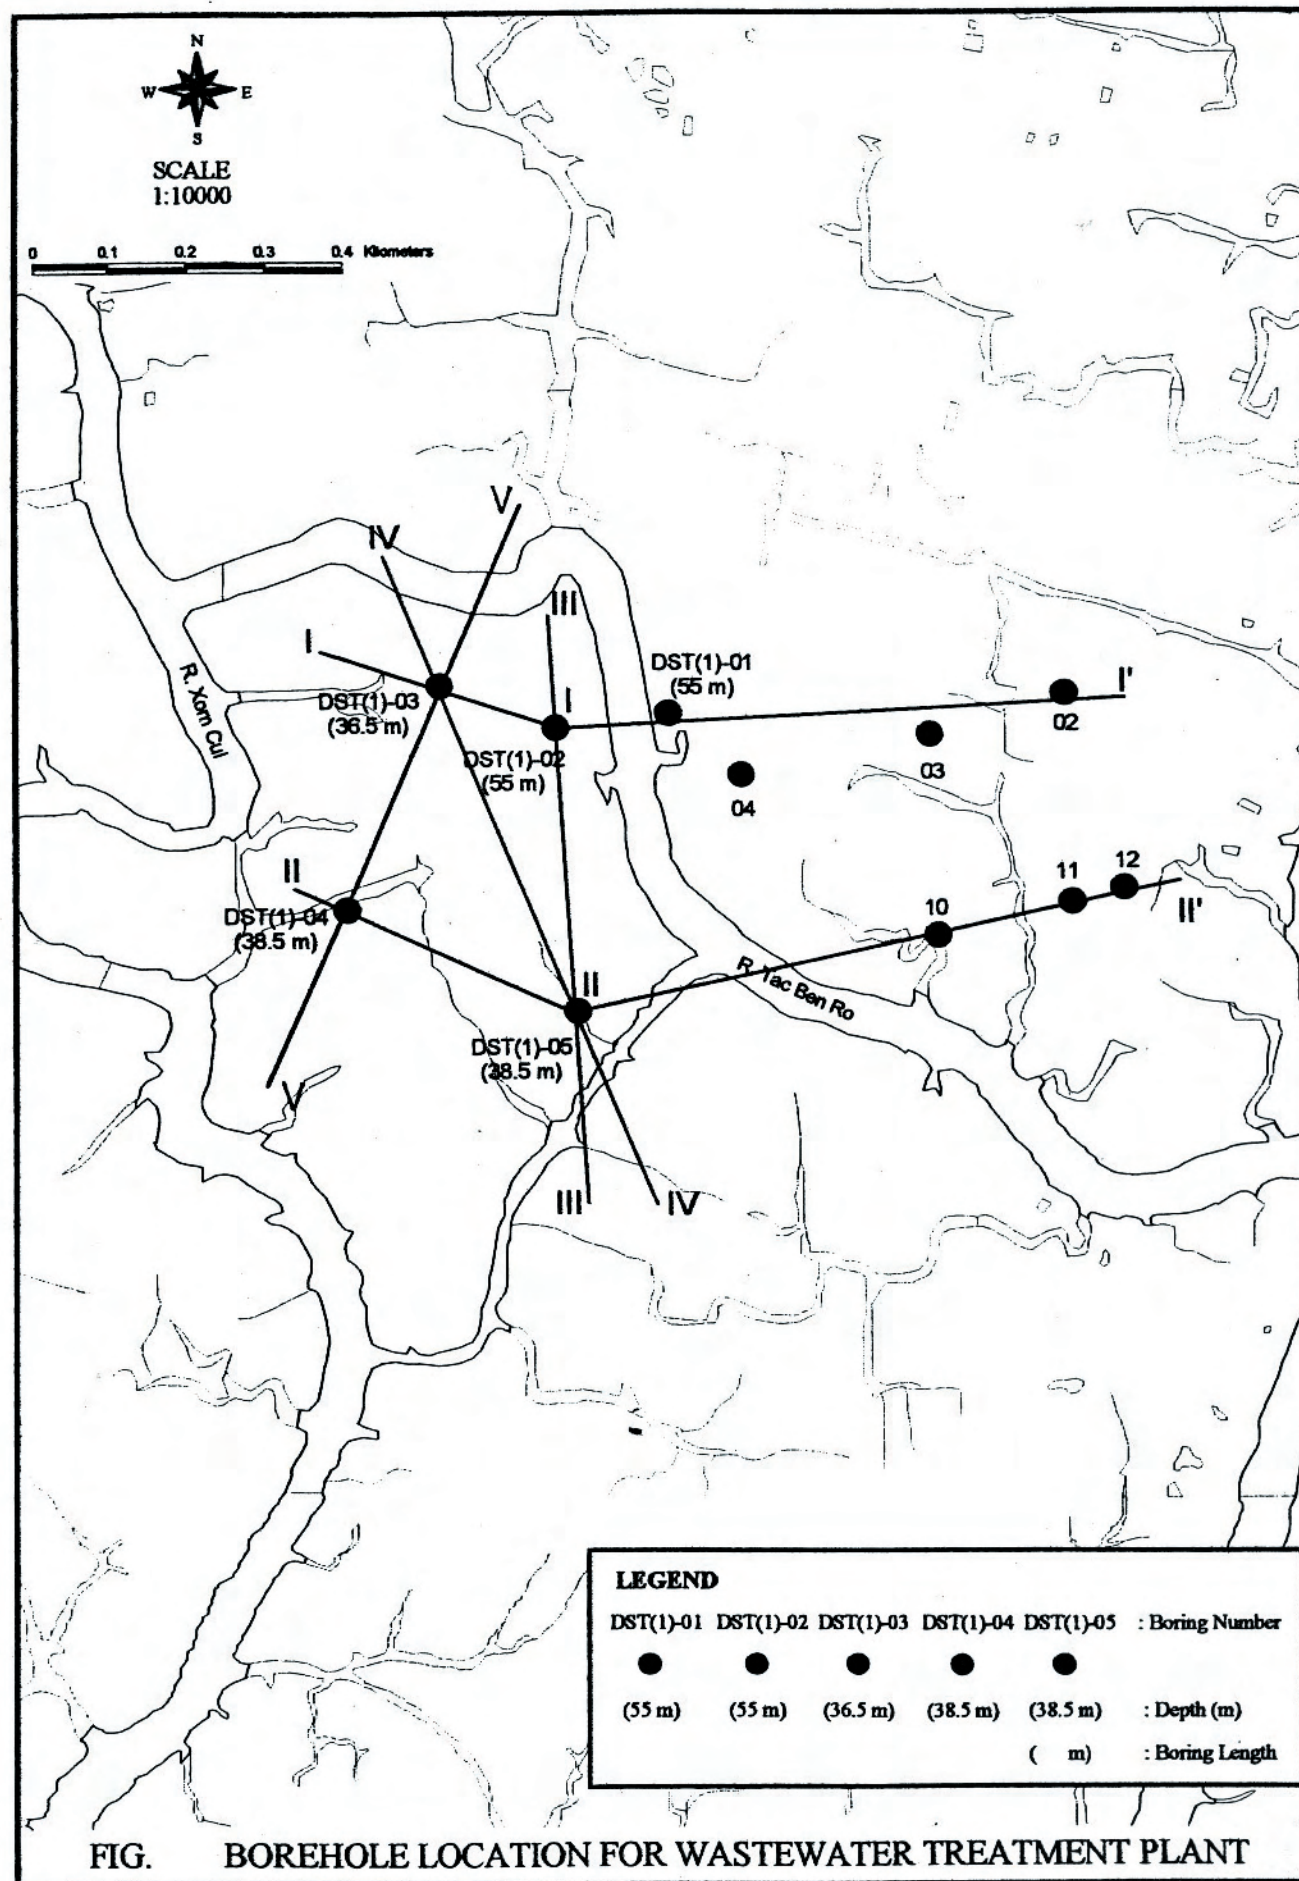 N
W E
S
SCALE
1:10000
0 0.1 0.2 0.3 0.4 Kilometers
V
IV
III
I
DST(1)-01
(55 m)
I'
DST(1)-03
(36.5 m)
I
02
R. Xom Cui
DST(1)-02
(55 m)
03
04
II
DST(1)-04
(38.5 m)
10
11
12
II'
R. Tac Ben Ro
II
DST(1)-05
(38.5 m)
V
III
IV
LEGEND
DST(1)-01 DST(1)-02 DST(1)-03 DST(1)-04 DST(1)-05 : Boring Number
(55 m) (55 m) (36.5 m) (38.5 m) (38.5 m) : Depth (m)
( m) : Boring Length
FIG. BOREHOLE LOCATION FOR WASTEWATER TREATMENT PLANT